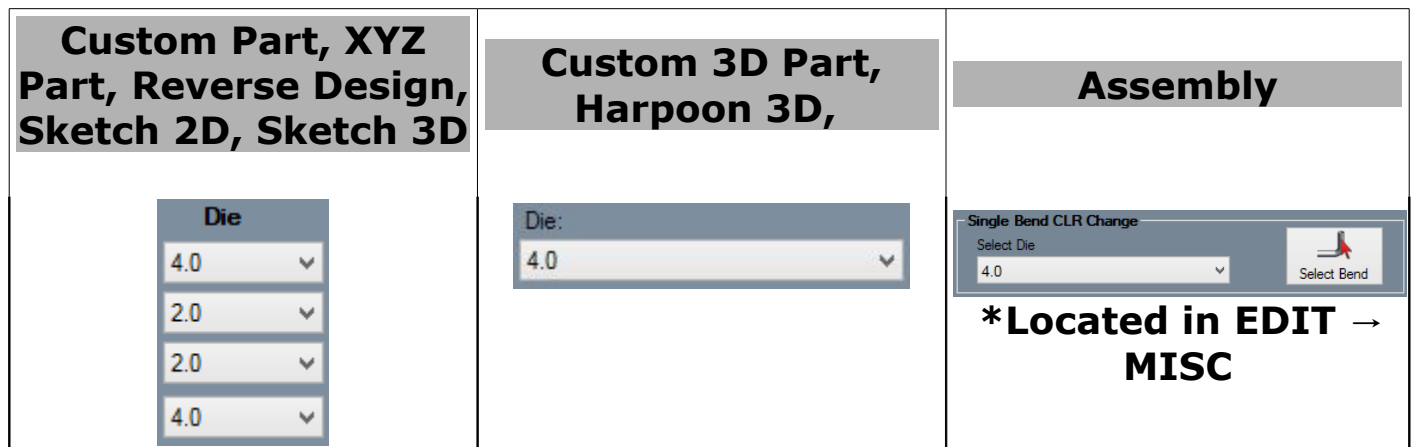 Custom Part, XYZ
Part, Reverse Design,
Sketch 2D, Sketch 3D
Die
4.0
2.0
2.0
4.0
Custom 3D Part,
Harpoon 3D,
Die:
4.0
Assembly
Single Bend CLR Change
Select Die
4.0
Select Bend
*Located in EDIT →
MISC